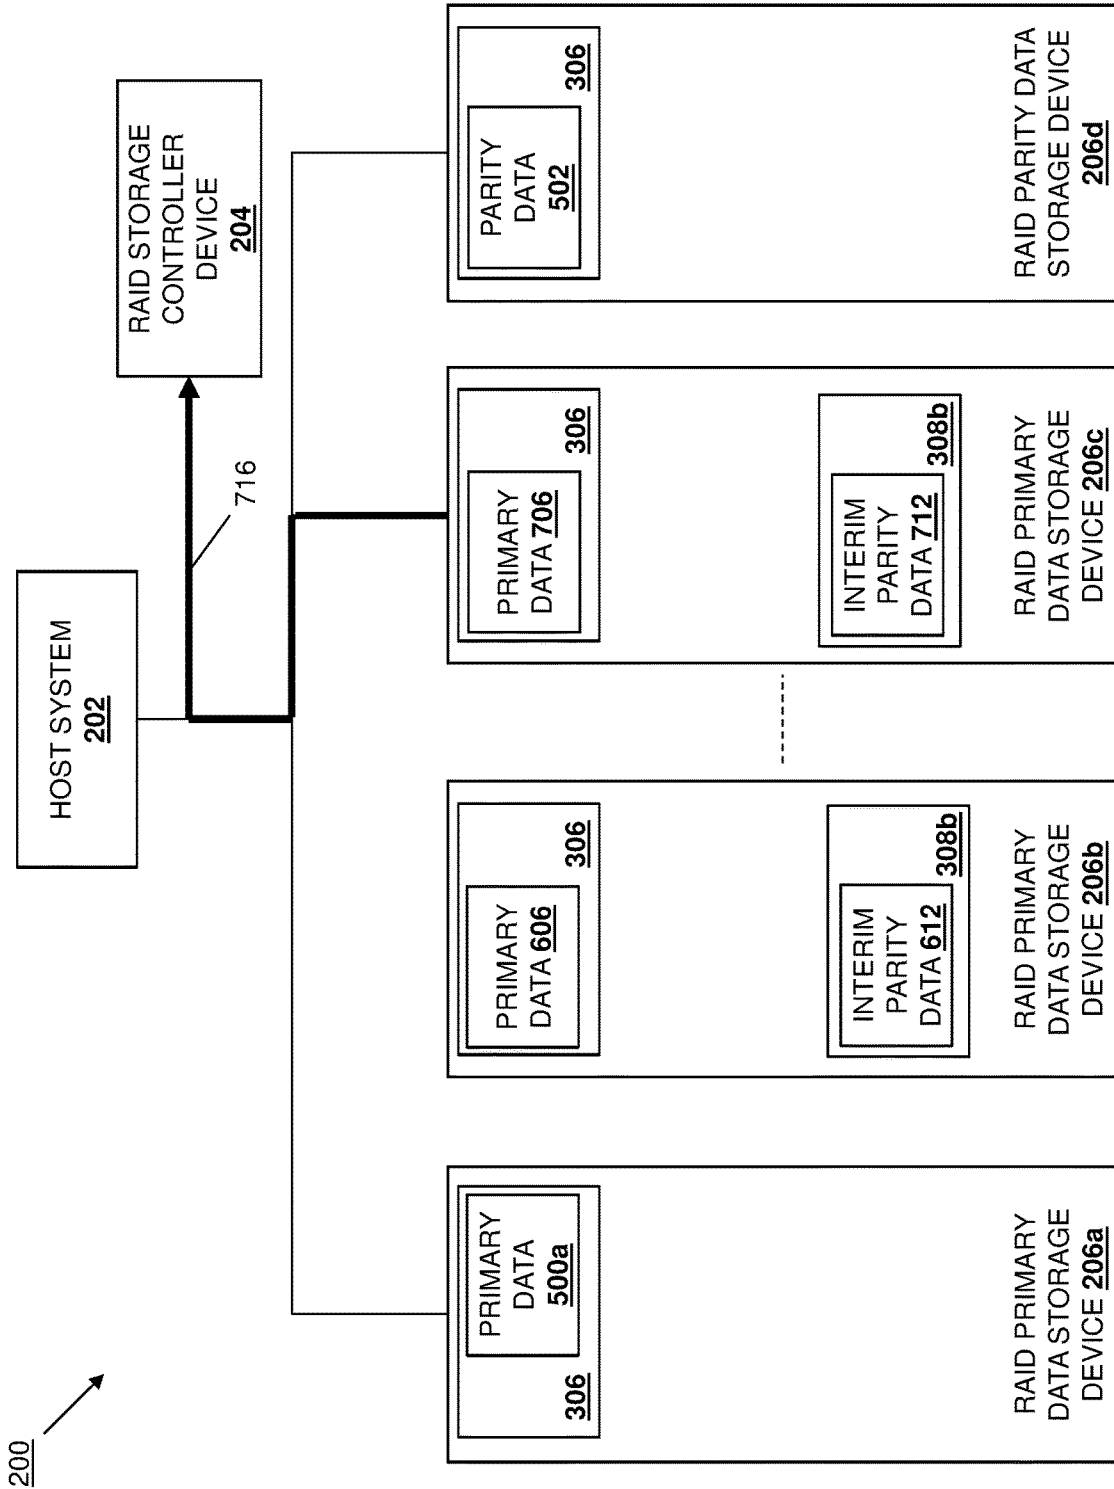 200
HOST SYSTEM
202
RAID STORAGE
CONTROLLER
DEVICE
204
716
306
PRIMARY
DATA
500a
RAID PRIMARY
DATA STORAGE
DEVICE 206a
PRIMARY
DATA 606
306
INTERIM
PARITY
DATA 612
308b
RAID PRIMARY
DATA STORAGE
DEVICE 206b
PRIMARY
DATA 706
306
INTERIM
PARITY
DATA 712
308b
RAID PRIMARY
DATA STORAGE
DEVICE 206c
PARITY
DATA
502
306
RAID PARITY DATA
STORAGE DEVICE
206d